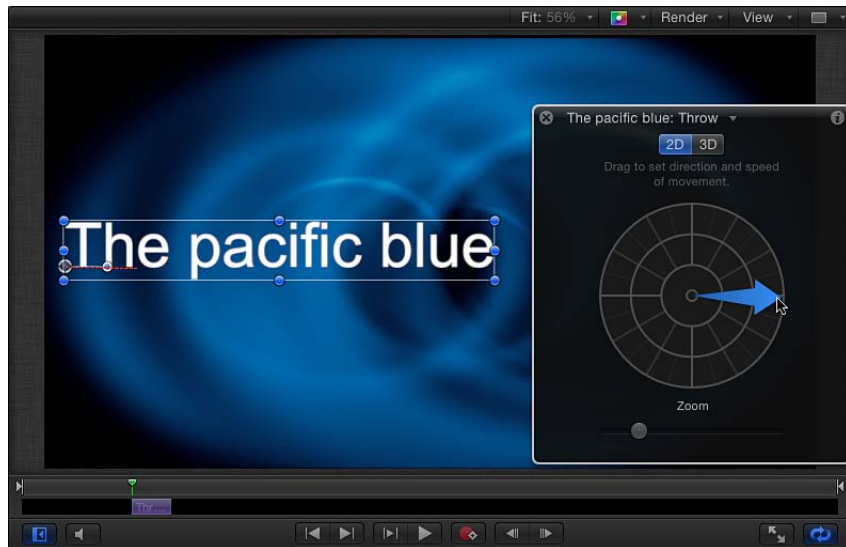 Fit: 56% Render View
The pacific blue: Throw
2D 3D
Drag to set direction and speed
of movement.
The pacific blue
Zoom
Thr...